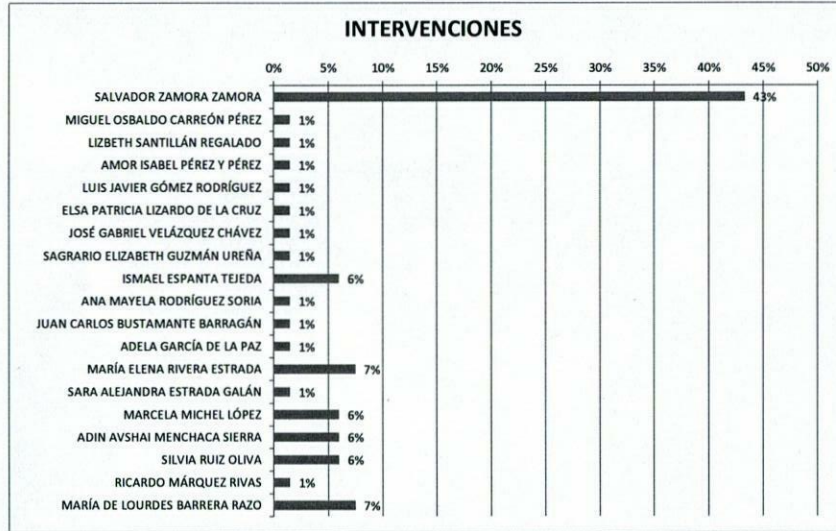 INTERVENCIONES
0% 5% 10% 15% 20% 25% 30% 35% 40% 45% 50%
SALVADOR ZAMORA ZAMORA 43%
MIGUEL OSBALDO CARREÓN PÉREZ 1%
LIZBETH SANTILLÁN REGALADO 1%
AMOR ISABEL PÉREZ Y PÉREZ 1%
LUIS JAVIER GÓMEZ RODRÍGUEZ 1%
ELSA PATRICIA LIZARDO DE LA CRUZ 1%
JOSÉ GABRIEL VELÁZQUEZ CHÁVEZ 1%
SAGRARIO ELIZABETH GUZMÁN UREÑA 1%
ISMAEL ESPANTA TEJEDA 6%
ANA MAYELA RODRÍGUEZ SORIA 1%
JUAN CARLOS BUSTAMANTE BARRAGÁN 1%
ADELA GARCÍA DE LA PAZ 1%
MARÍA ELENA RIVERA ESTRADA 7%
SARA ALEJANDRA ESTRADA GALÁN 1%
MARCELA MICHEL LÓPEZ 6%
ADIN AVSHAI MENCHACA SIERRA 6%
SILVIA RUIZ OLIVA 6%
RICARDO MÁRQUEZ RIVAS 1%
MARÍA DE LOURDES BARRERA RAZO 7%